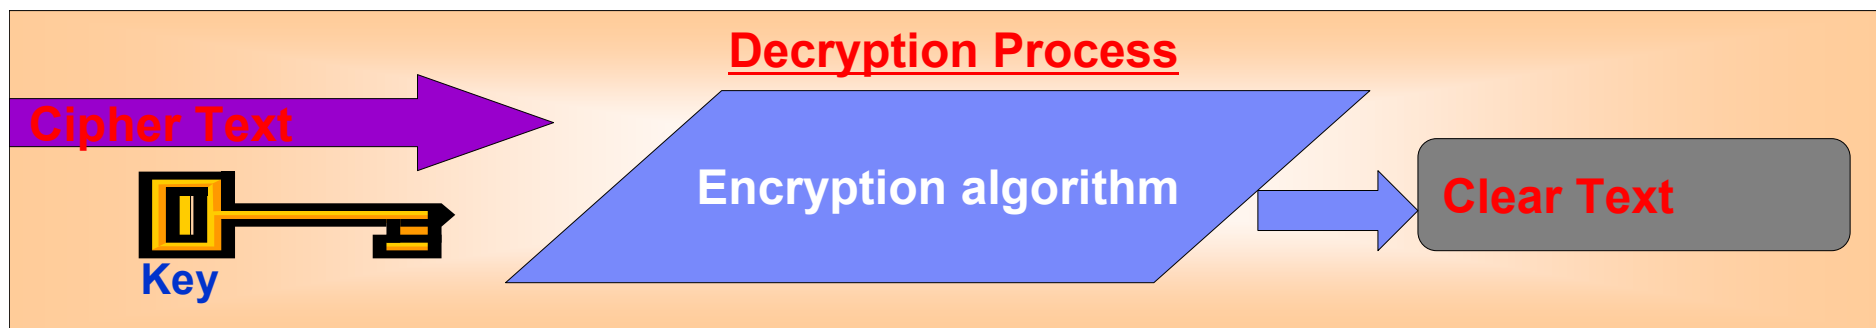 Decryption Process
Cipher Text
Encryption algorithm
Clear Text
Key